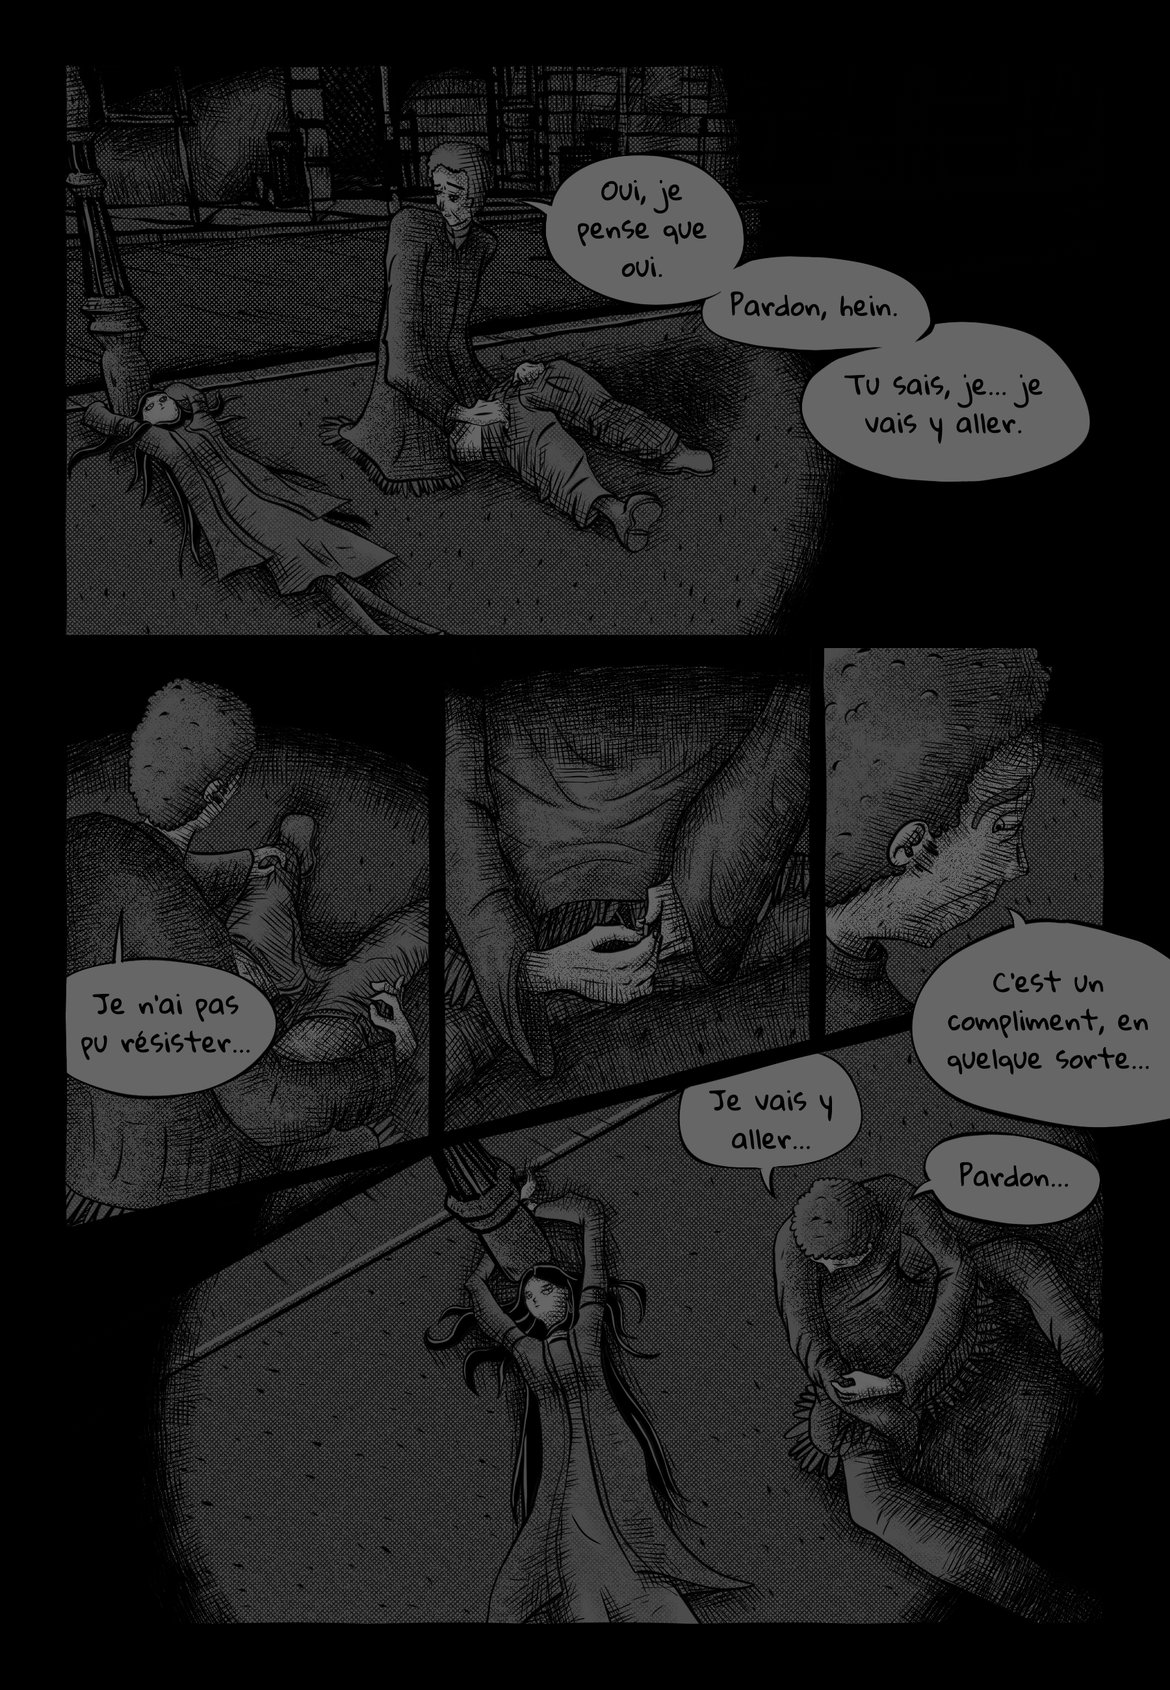 Oui, je
pense que
oui.
Pardon, hein.
Tu sais, je... je
vais y aller.
Je n'ai pas
pu résister...
C'est un
compliment, en
quelque sorte...
Je vais y
aller...
Pardon...